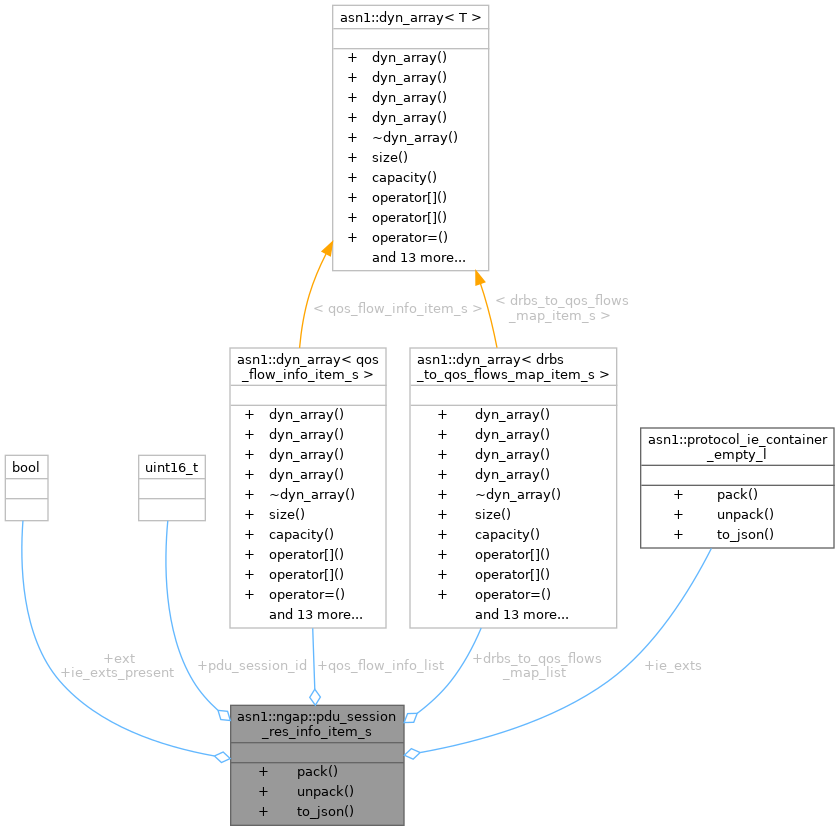 asn1::dyn_array< T >
+ dyn_array()
+ dyn_array()
+ dyn_array()
+ dyn_array()
+ ~dyn_array()
+ size()
+ capacity()
+ operator[]()
+ operator[]()
+ operator=()
and 13 more...
< qos_flow_info_item_s >
< drbs_to_qos_flows
_map_item_s >
asn1::dyn_array< qos
_flow_info_item_s >
+ dyn_array()
+ dyn_array()
+ dyn_array()
+ dyn_array()
+ ~dyn_array()
+ size()
+ capacity()
+ operator[]()
+ operator[]()
+ operator=()
and 13 more...
asn1::dyn_array< drbs
_to_qos_flows_map_item_s >
+ dyn_array()
+ dyn_array()
+ dyn_array()
+ dyn_array()
+ ~dyn_array()
+ size()
+ capacity()
+ operator[]()
+ operator[]()
+ operator=()
and 13 more...
bool
uint16_t
asn1::protocol_ie_container
_empty_l
+ pack()
+ unpack()
+ to_json()
+ext
+ie_exts_present
+pdu_session_id
+qos_flow_info_list
+drbs_to_qos_flows
_map_list
+ie_exts
asn1::ngap::pdu_session
_res_info_item_s
+ pack()
+ unpack()
+ to_json()